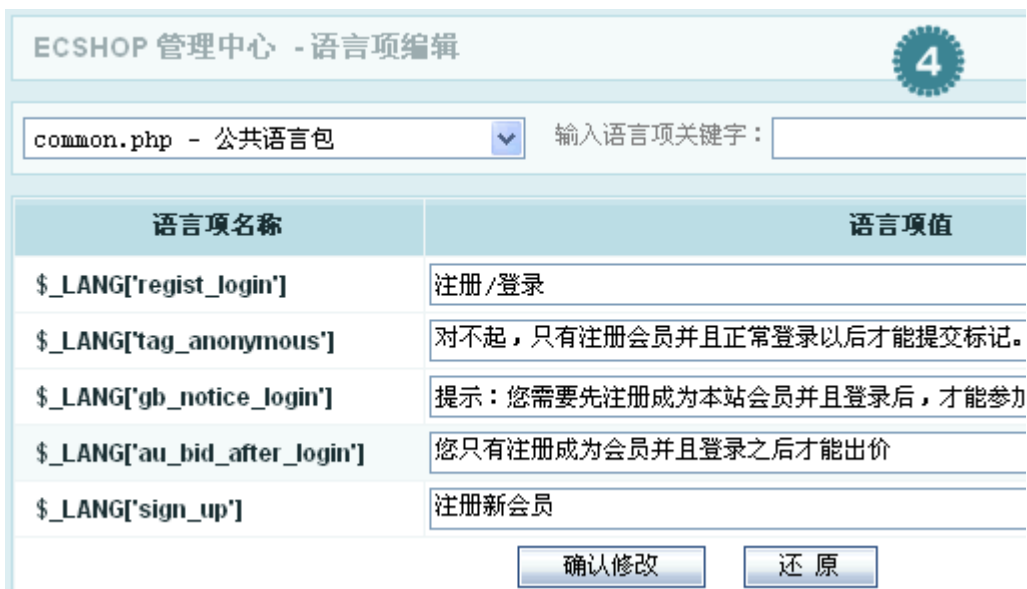 ECSHOP 管理中心 - 语言项编辑
4
common.php - 公共语言包 输入语言项关键字：
语言项名称 语言项值
$_LANG['regist_login'] 注册/登录
$_LANG['tag_anonymous'] 对不起，只有注册会员并且正常登录以后才能提交标记。
$_LANG['gb_notice_login'] 提示：您需要先注册成为本站会员并且登录后，才能参加
$_LANG['au_bid_after_login'] 您只有注册成为会员并且登录之后才能出价
$_LANG['sign_up'] 注册新会员
确认修改 还 原